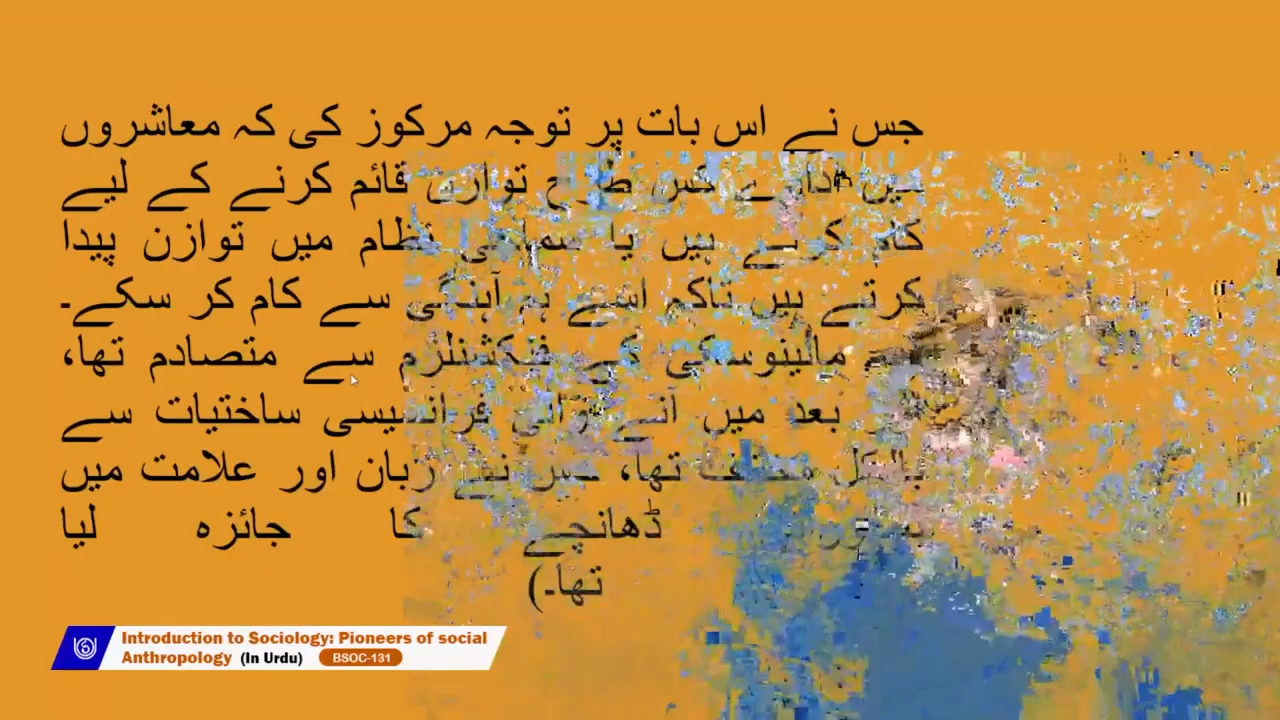 جس نے اس بات پر توجہ مرکوز کی کہ معاشروں
میں ادارے کس طرح توازن قائم کرنے کے لیے
کام کرتے ہیں یا سماجی نظام میں توازن پیدا
کرتے ہیں تاکہ اسے ہم آہنگی سے کام کر سکے۔
مالینوسکی کے فنکشنلزم سے متصادم تھا،
بعد میں آنے والی فرانسیسی ساختیات سے
بالکل مختلف تھا، جس نے زبان اور علامت میں
ڈھانچے کا جائزہ لیا
تھا۔)
Introduction to Sociology: Pioneers of social
Anthropology (In Urdu) BSOC-131